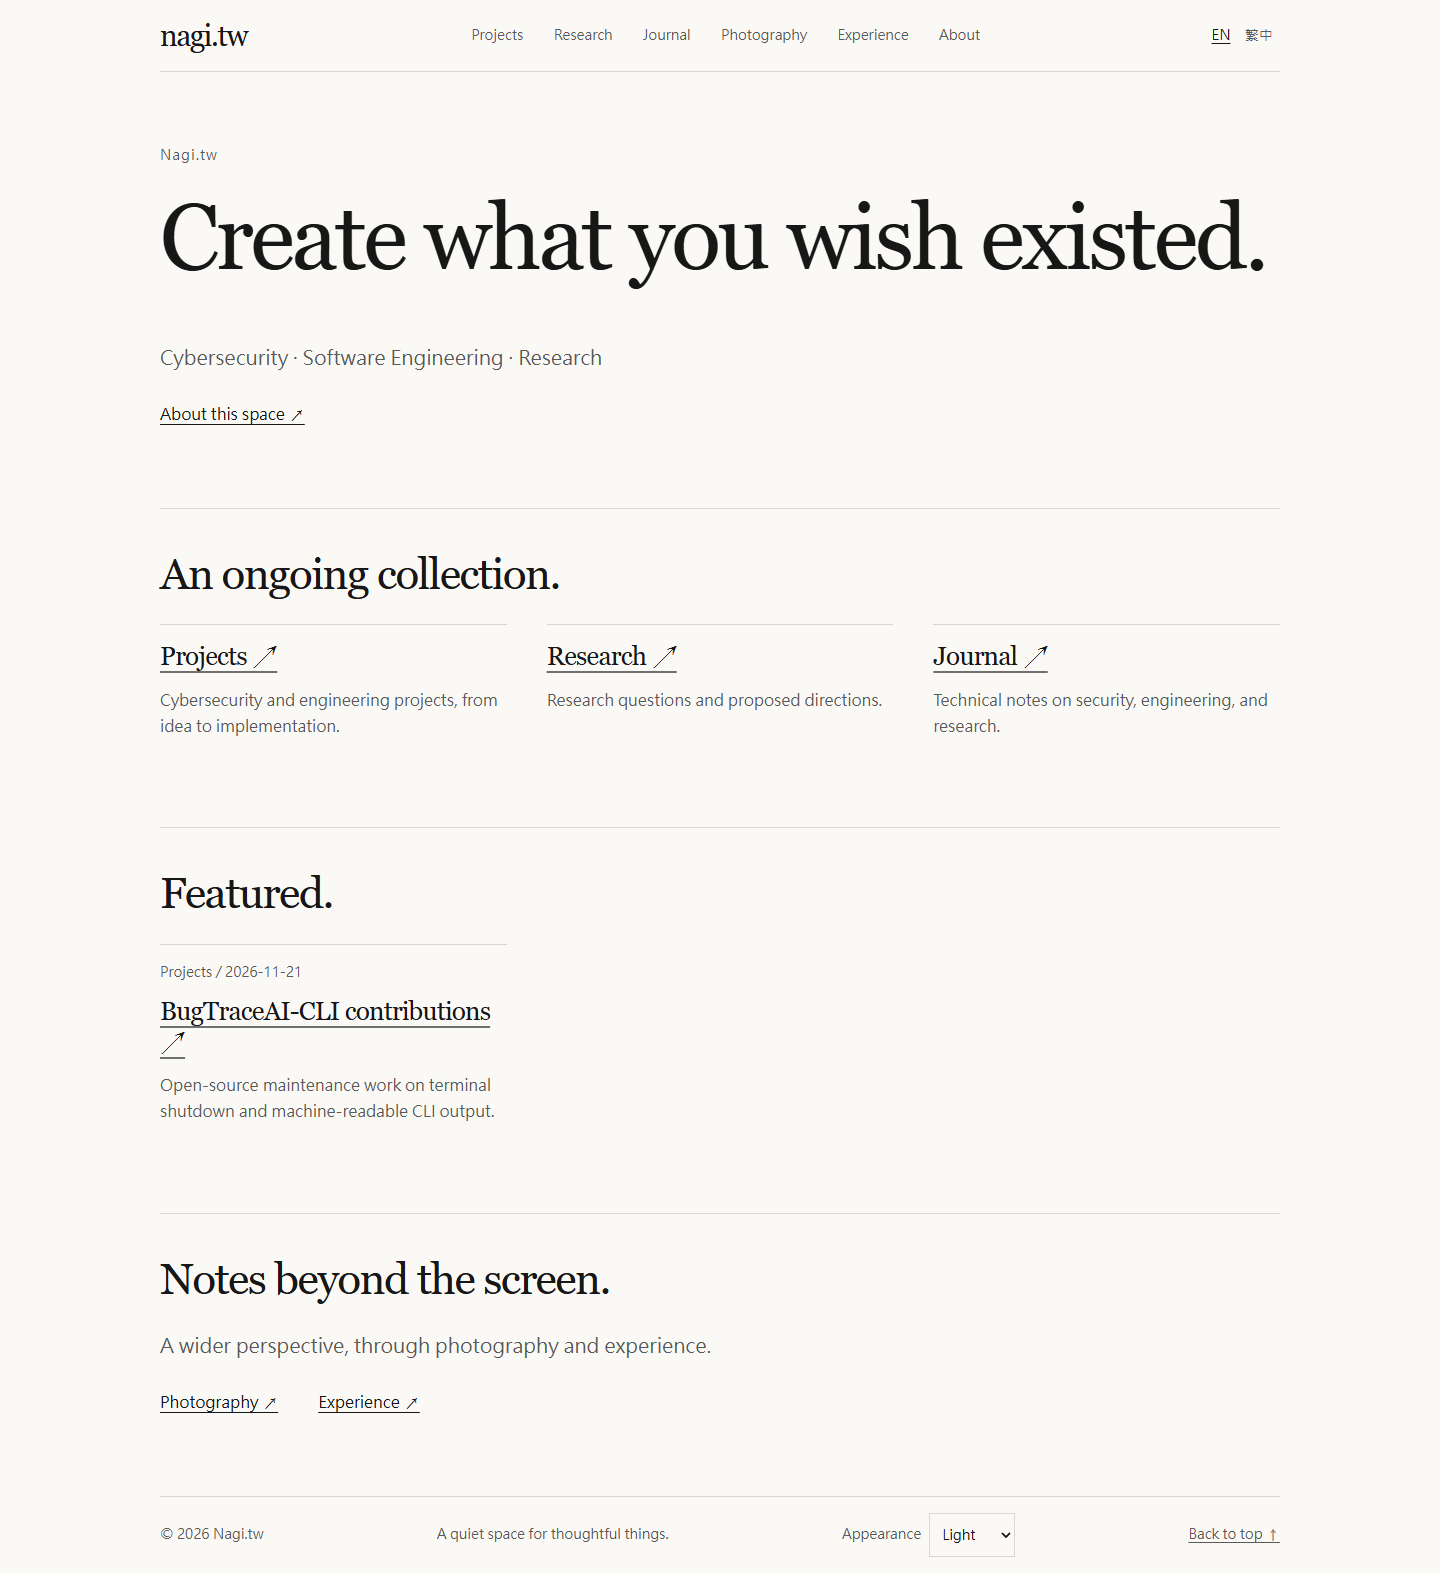 nagi.tw
Projects Research Journal Photography Experience About
EN 繁中
Nagi.tw
Create what you wish existed.
Cybersecurity · Software Engineering · Research
About this space ↗
An ongoing collection.
Projects ↗
Cybersecurity and engineering projects, from
idea to implementation.
Research ↗
Research questions and proposed directions.
Journal ↗
Technical notes on security, engineering, and
research.
Featured.
Projects / 2026-11-21
BugTraceAI-CLI contributions
↗
Open-source maintenance work on terminal
shutdown and machine-readable CLI output.
Notes beyond the screen.
A wider perspective, through photography and experience.
Photography ↗ Experience ↗
© 2026 Nagi.tw
A quiet space for thoughtful things.
Appearance Light
Back to top ↑